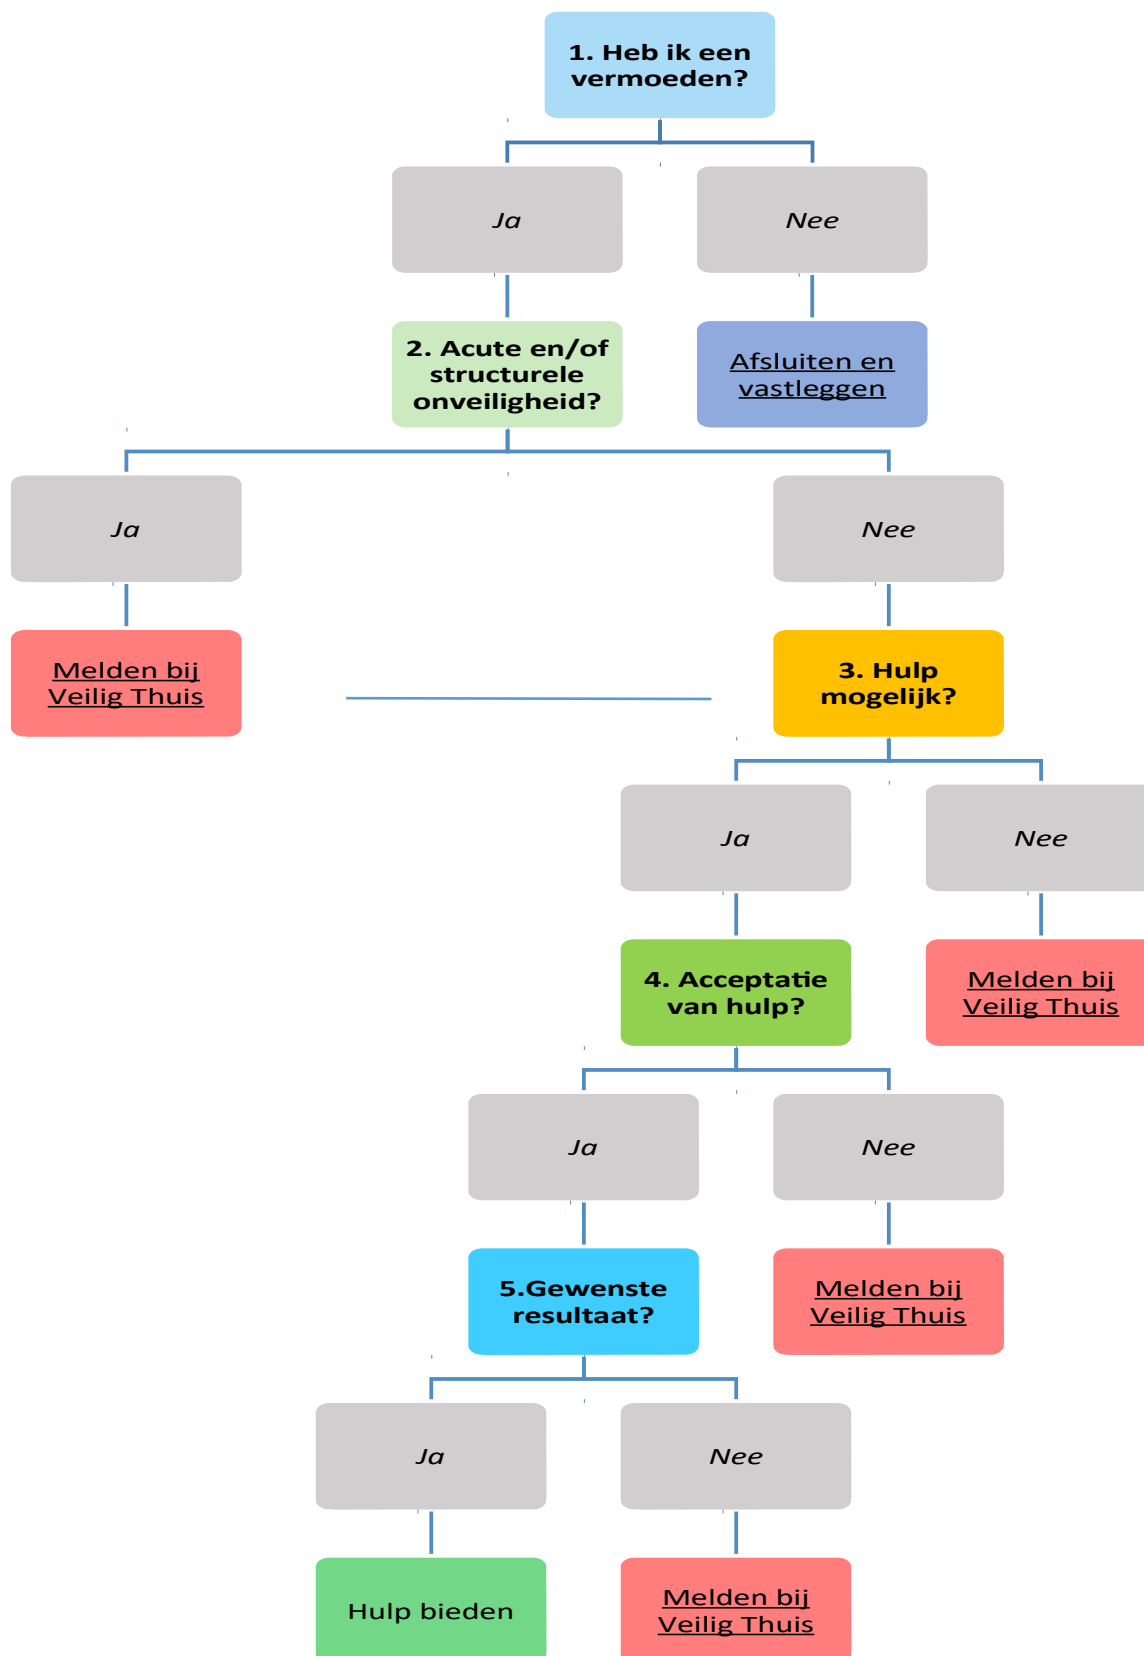 1. Heb ik een
vermoeden?
Ja
Nee
2. Acute en/of
structurele
onveiligheid?
Afsluiten en
vastleggen
Ja
Nee
Melden bij
Veilig Thuis
3. Hulp
mogelijk?
Ja
Nee
4. Acceptatie
van hulp?
Melden bij
Veilig Thuis
Ja
Nee
5.Gewenste
resultaat?
Melden bij
Veilig Thuis
Ja
Nee
Hulp bieden
Melden bij
Veilig Thuis